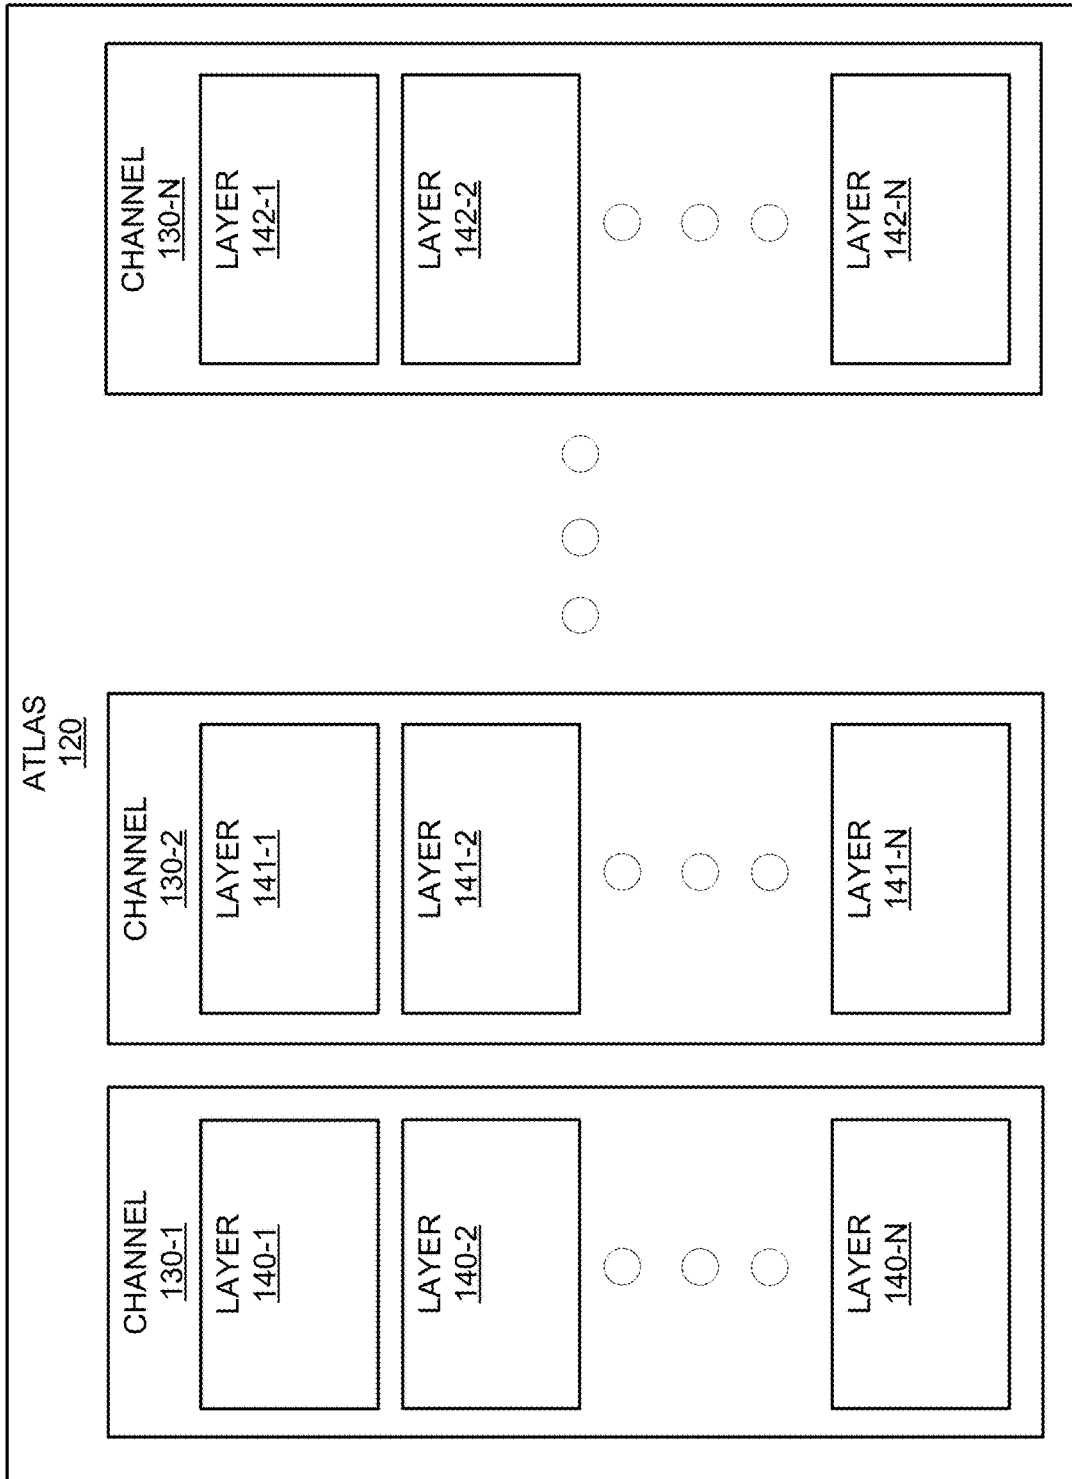 ATLAS
120
CHANNEL
130-1
LAYER
140-1
LAYER
140-2
LAYER
140-N
CHANNEL
130-2
LAYER
141-1
LAYER
141-2
LAYER
141-N
CHANNEL
130-N
LAYER
142-1
LAYER
142-2
LAYER
142-N